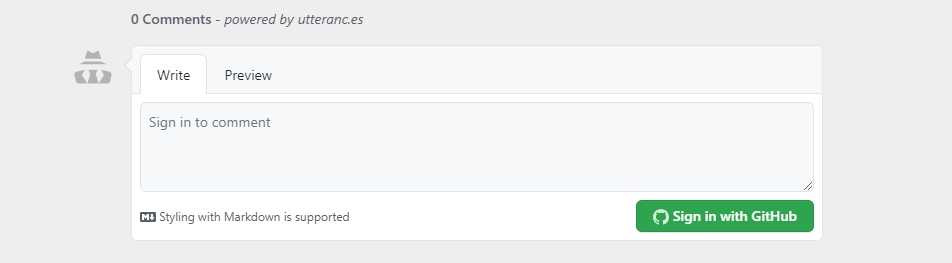 0 Comments - powered by utteranc.es
Write Preview
Sign in to comment
Styling with Markdown is supported
Sign in with GitHub